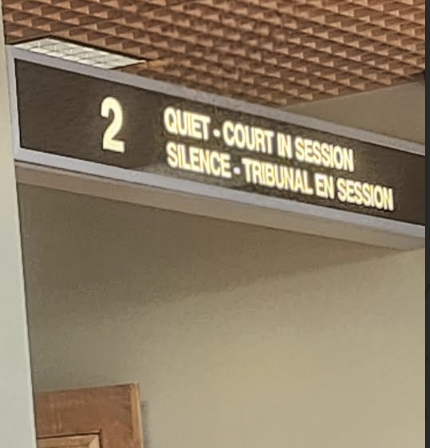 2
QUIET - COURT IN SESSION
SILENCE - TRIBUNAL EN SESSION